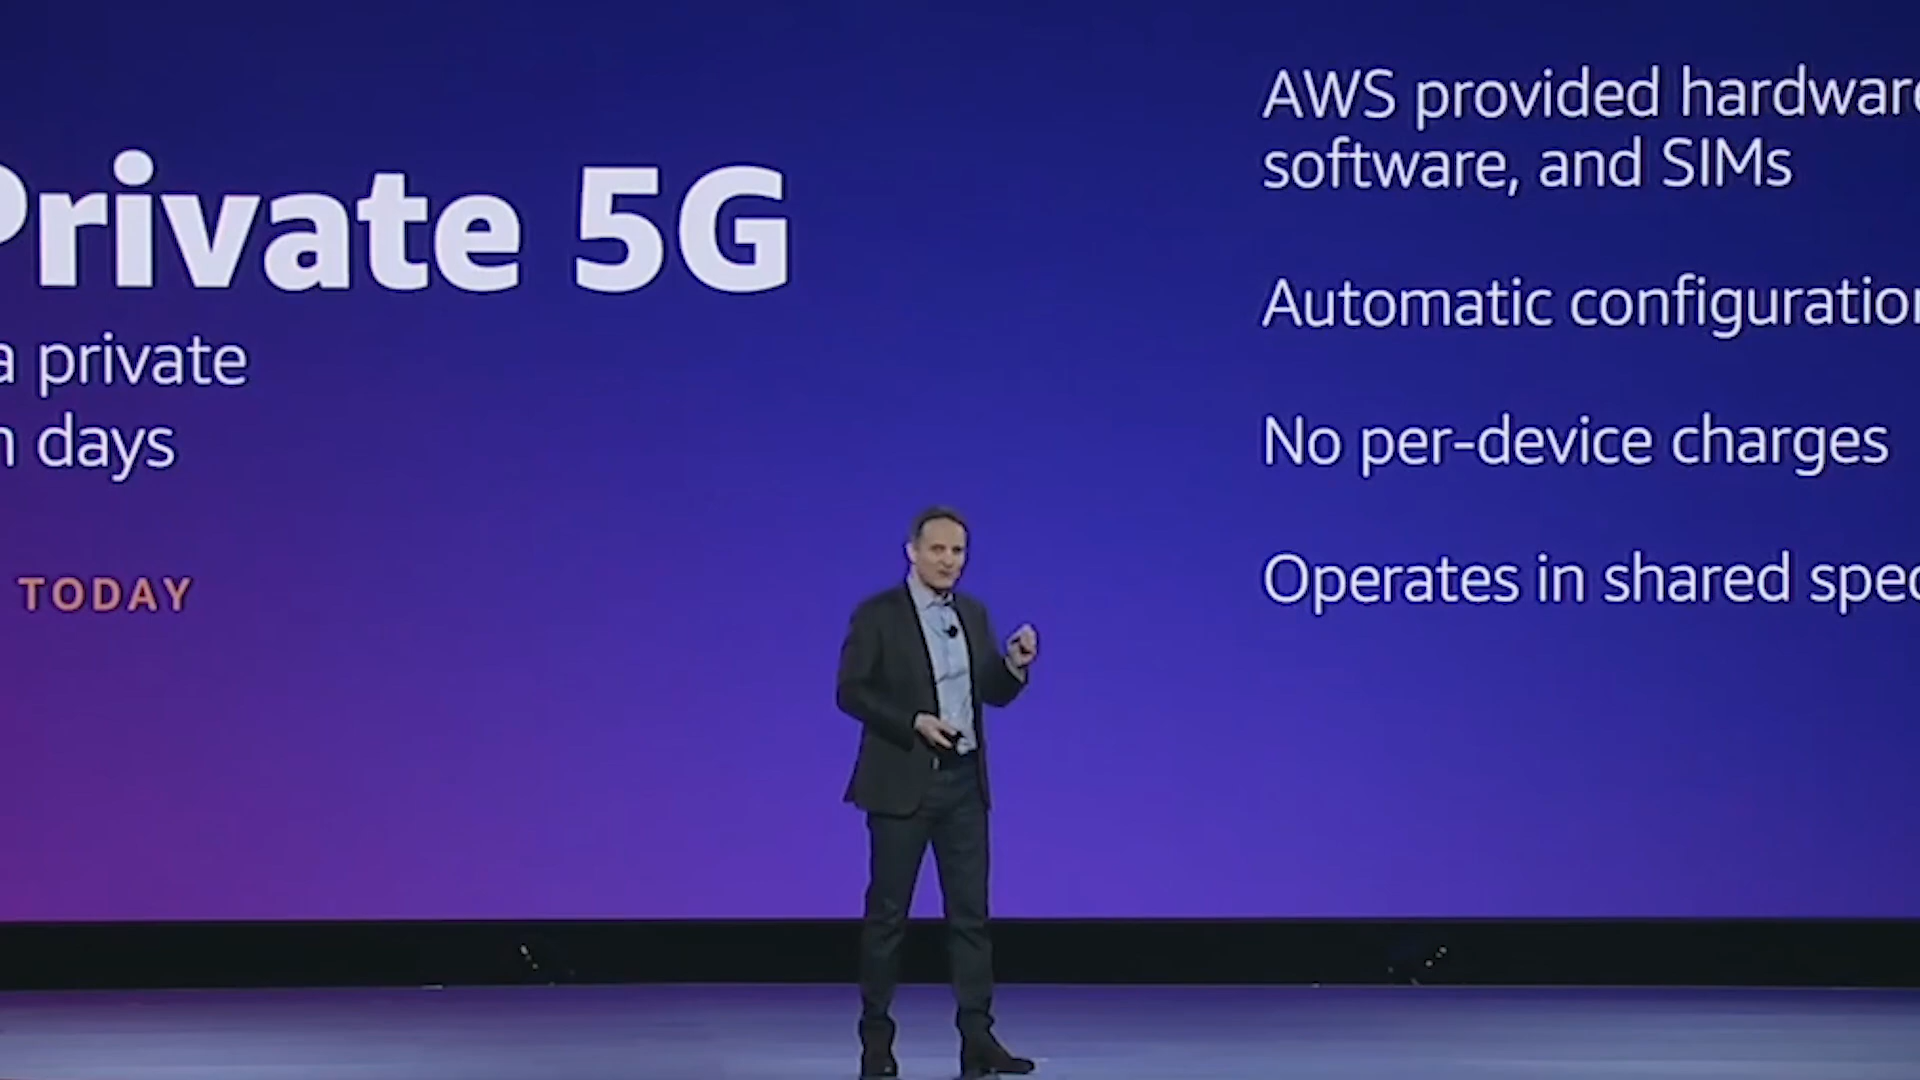 Private 5G
a private
days
TODAY
AWS provided hardware
software, and SIMs
Automatic configuration
No per-device charges
Operates in shared spec